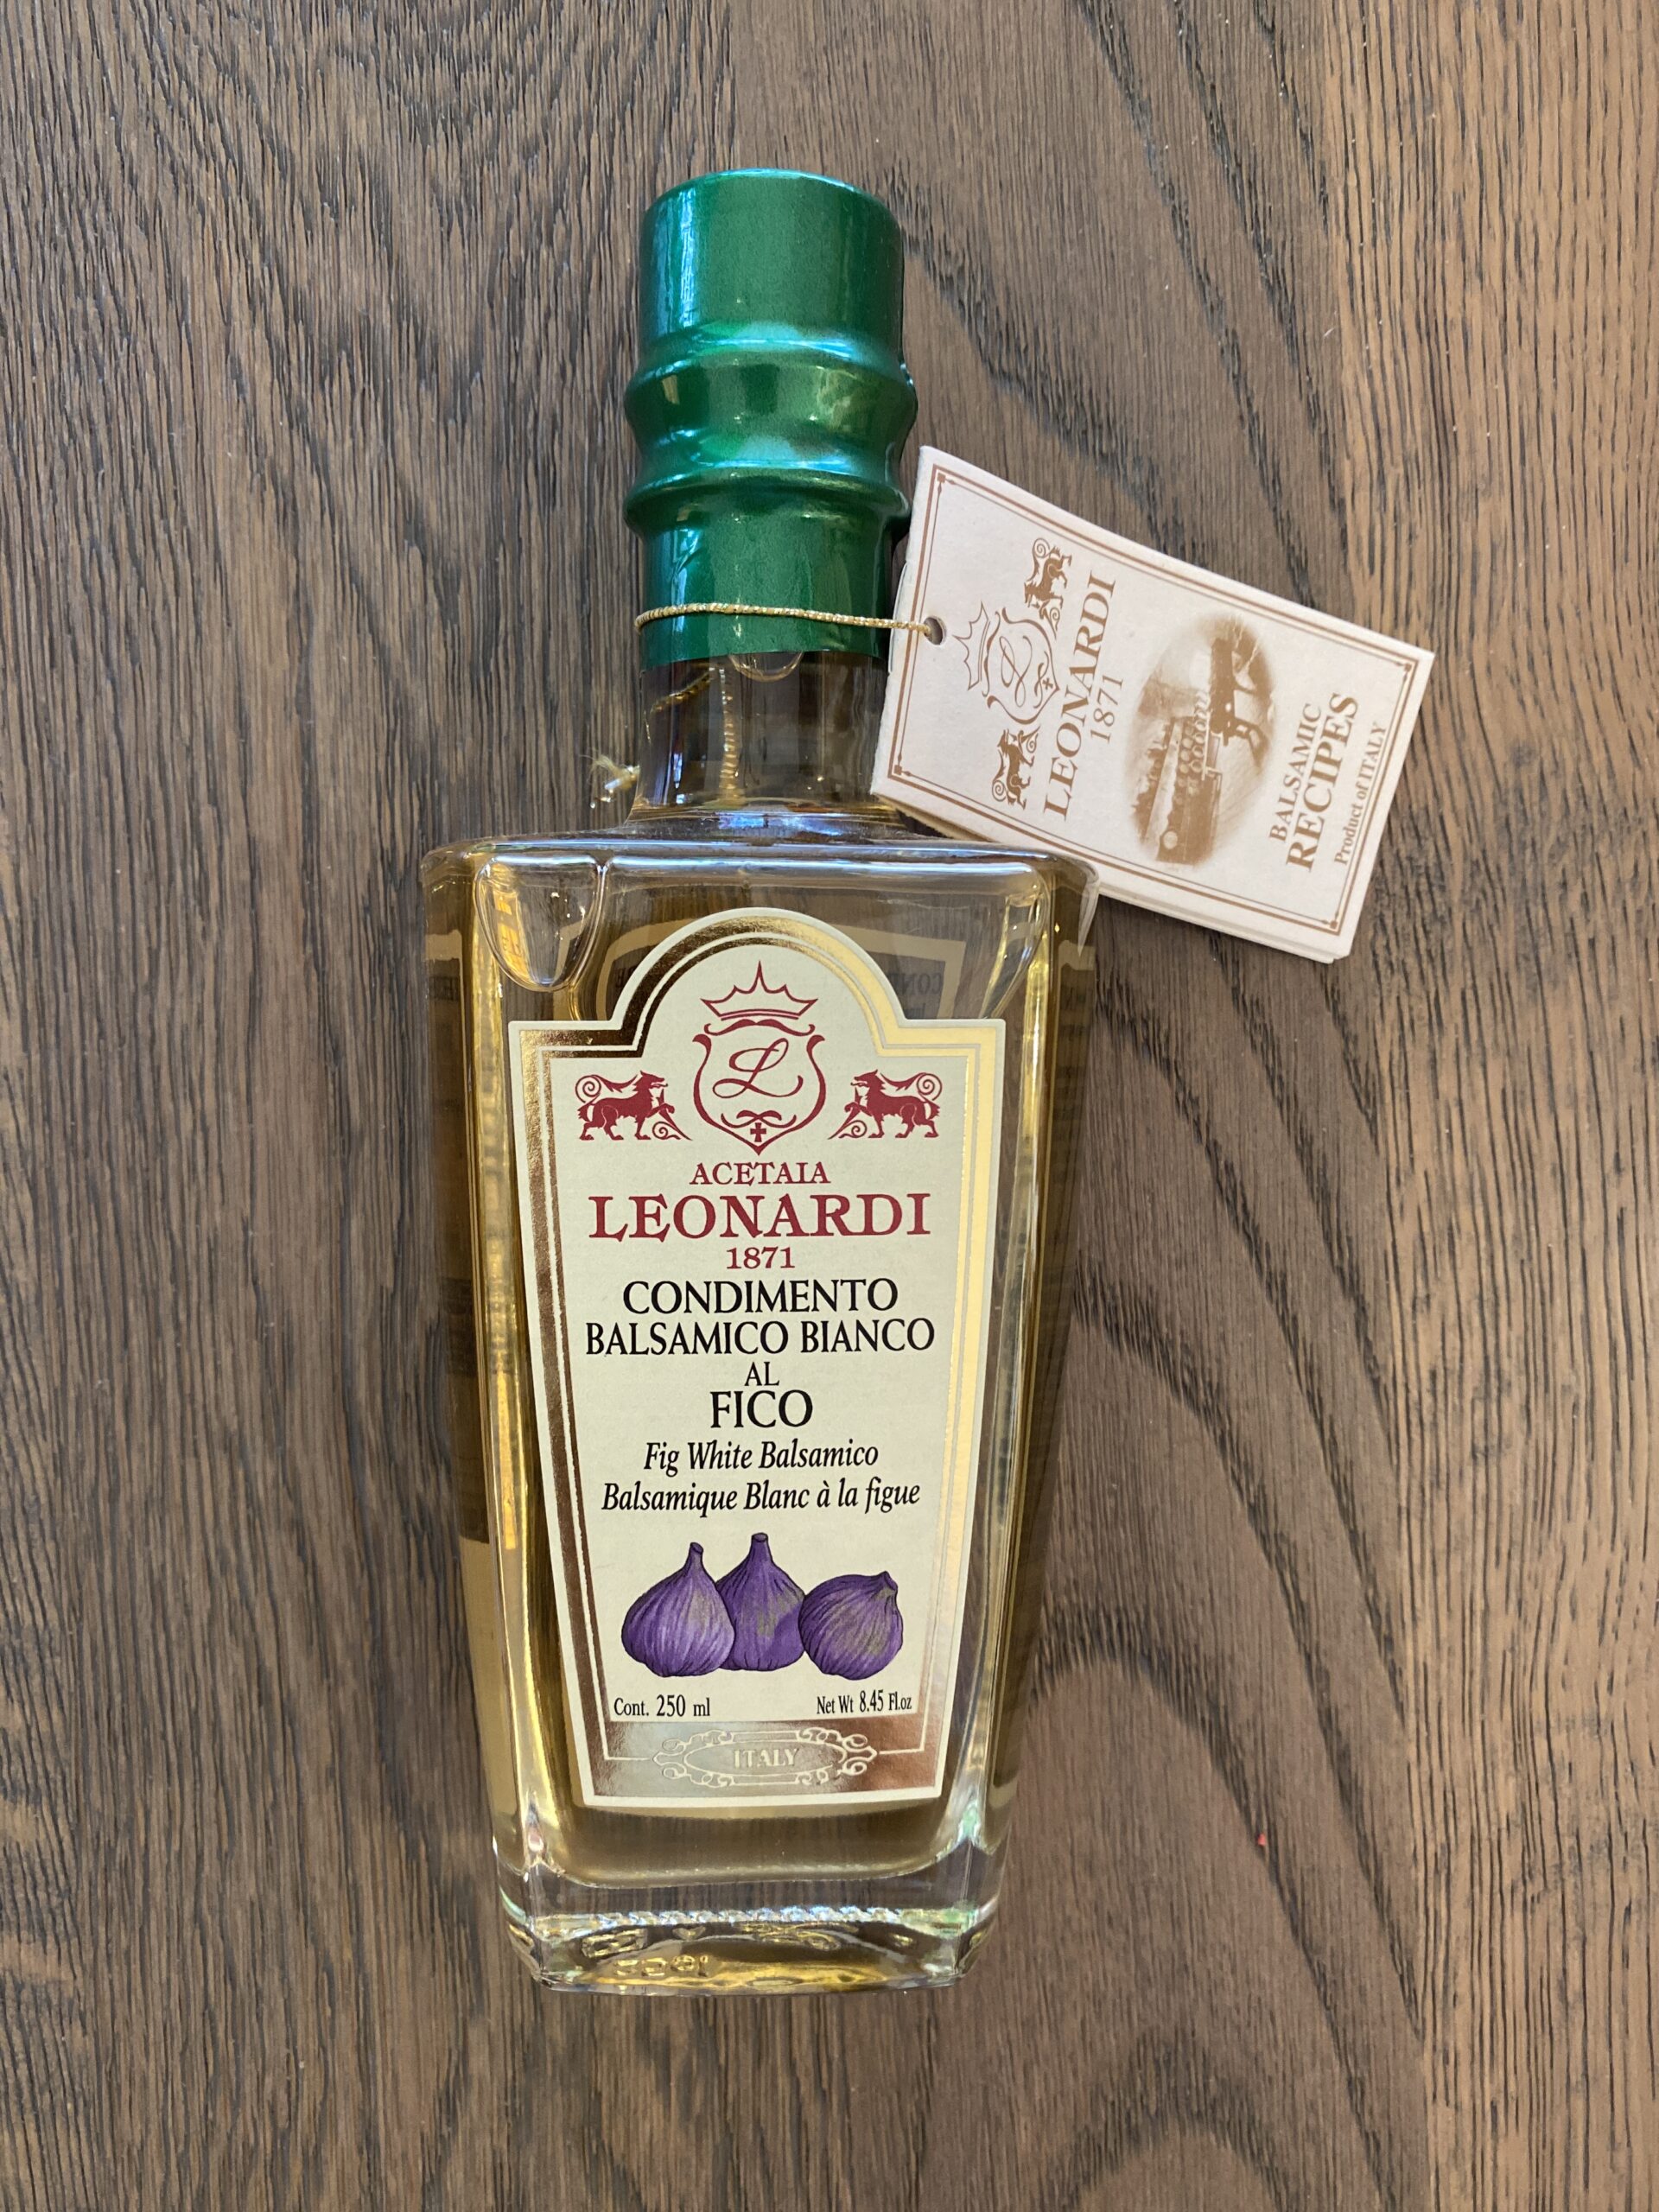 L
ACETAIA
LEONARDI
1871
CONDIMENTO
BALSAMICO BIANCO
AL
FICO
Fig White Balsamico
Balsamique Blanc à la figue
Cont. 250 ml
Net Wt 8.45 Fl.oz
ITALY
L
LEONARDI
1871
BALSAMIC
RECIPES
Product of ITALY